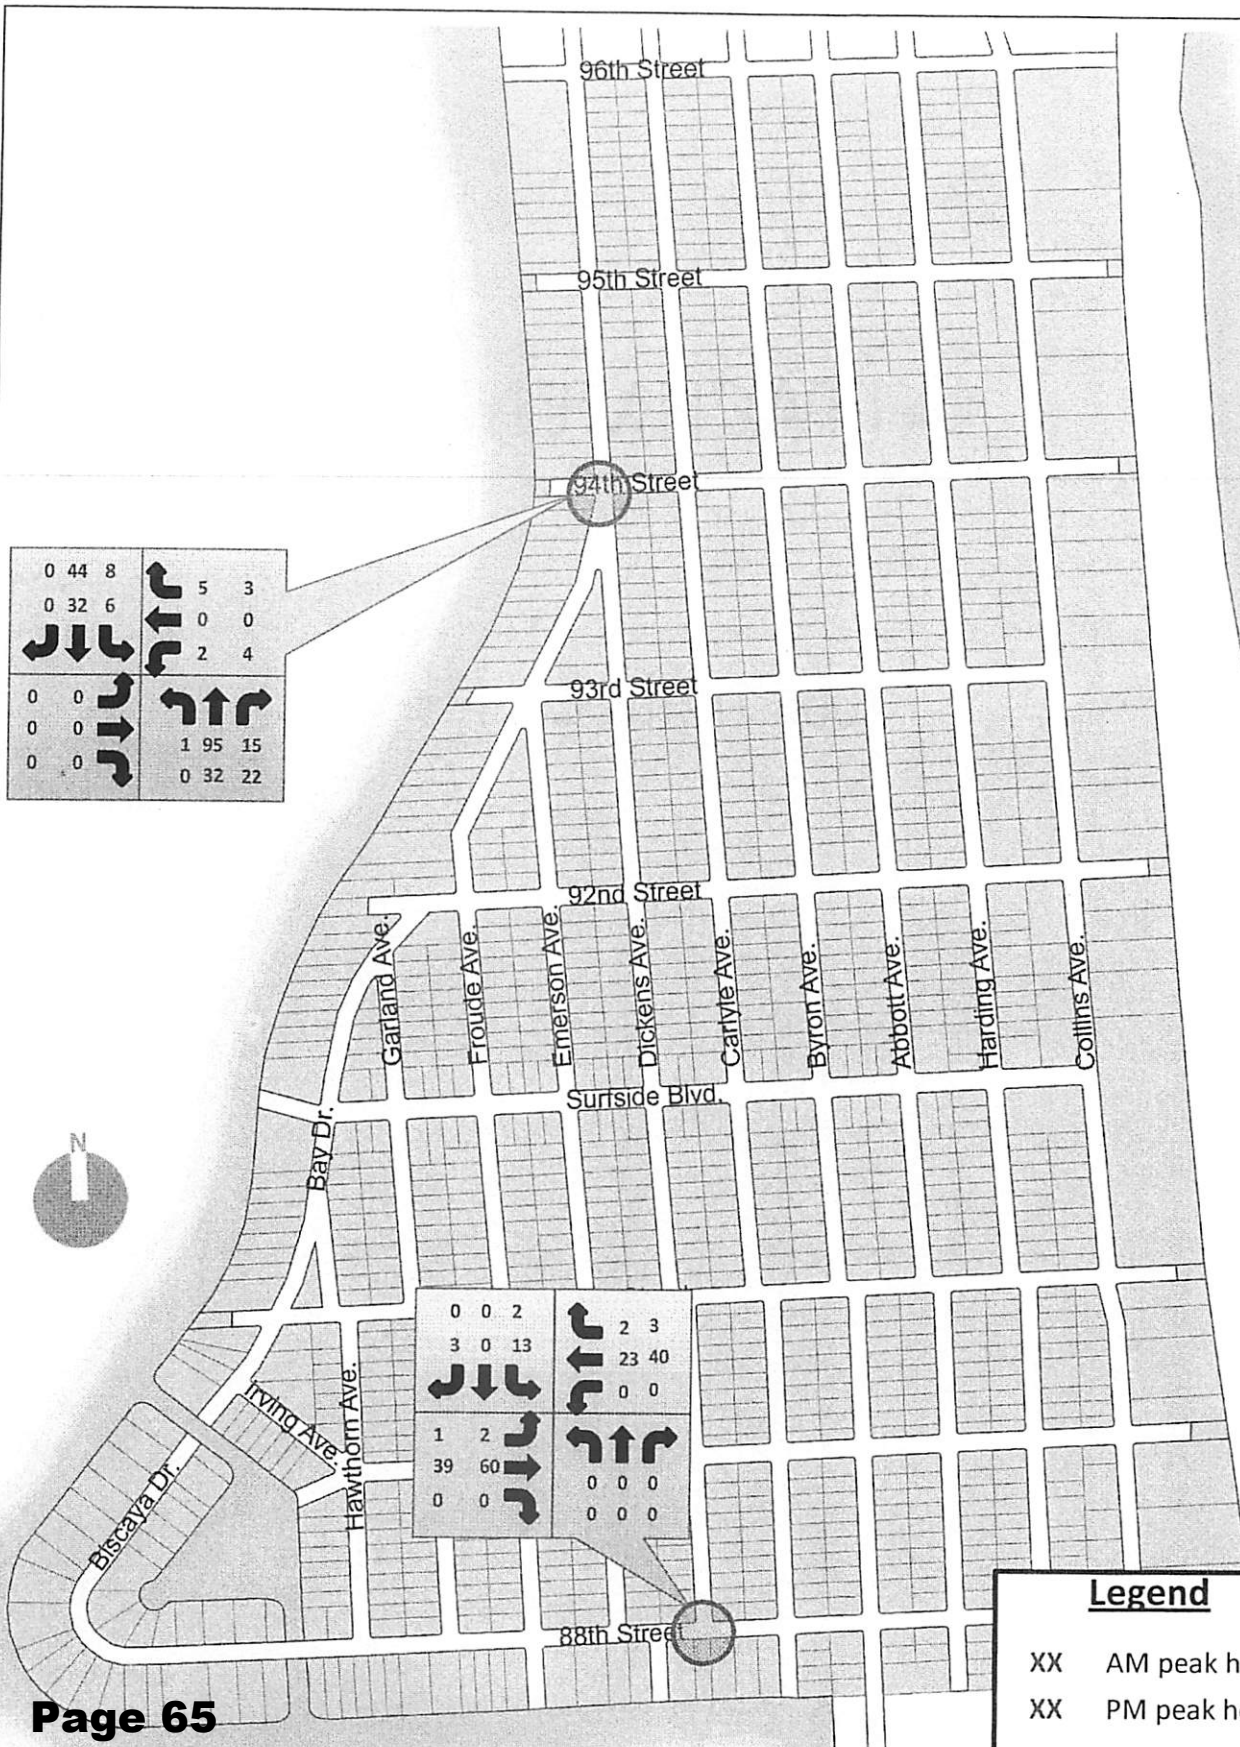 96th Street
95th Street
94th Street
0 44 8
0 32 6
5 3
0 0
2 4
0 0
0 0
0 0
1 95 15
0 32 22
93rd Street
92nd Street
Garland Ave.
Froude Ave.
Emerson Ave.
Dickens Ave.
Carlyle Ave.
Byron Ave.
Abbott Ave.
Harding Ave.
Collins Ave.
Surfside Blvd.
N
Bay Dr.
0 0 2
3 0 13
2 3
23 40
0 0
1 2
39 60
0 0
0 0 0
0 0 0
Irving Ave.
Hawthorn Ave.
Biscaya Dr.
88th Street
Legend
XX AM peak h
XX PM peak h
Page 65